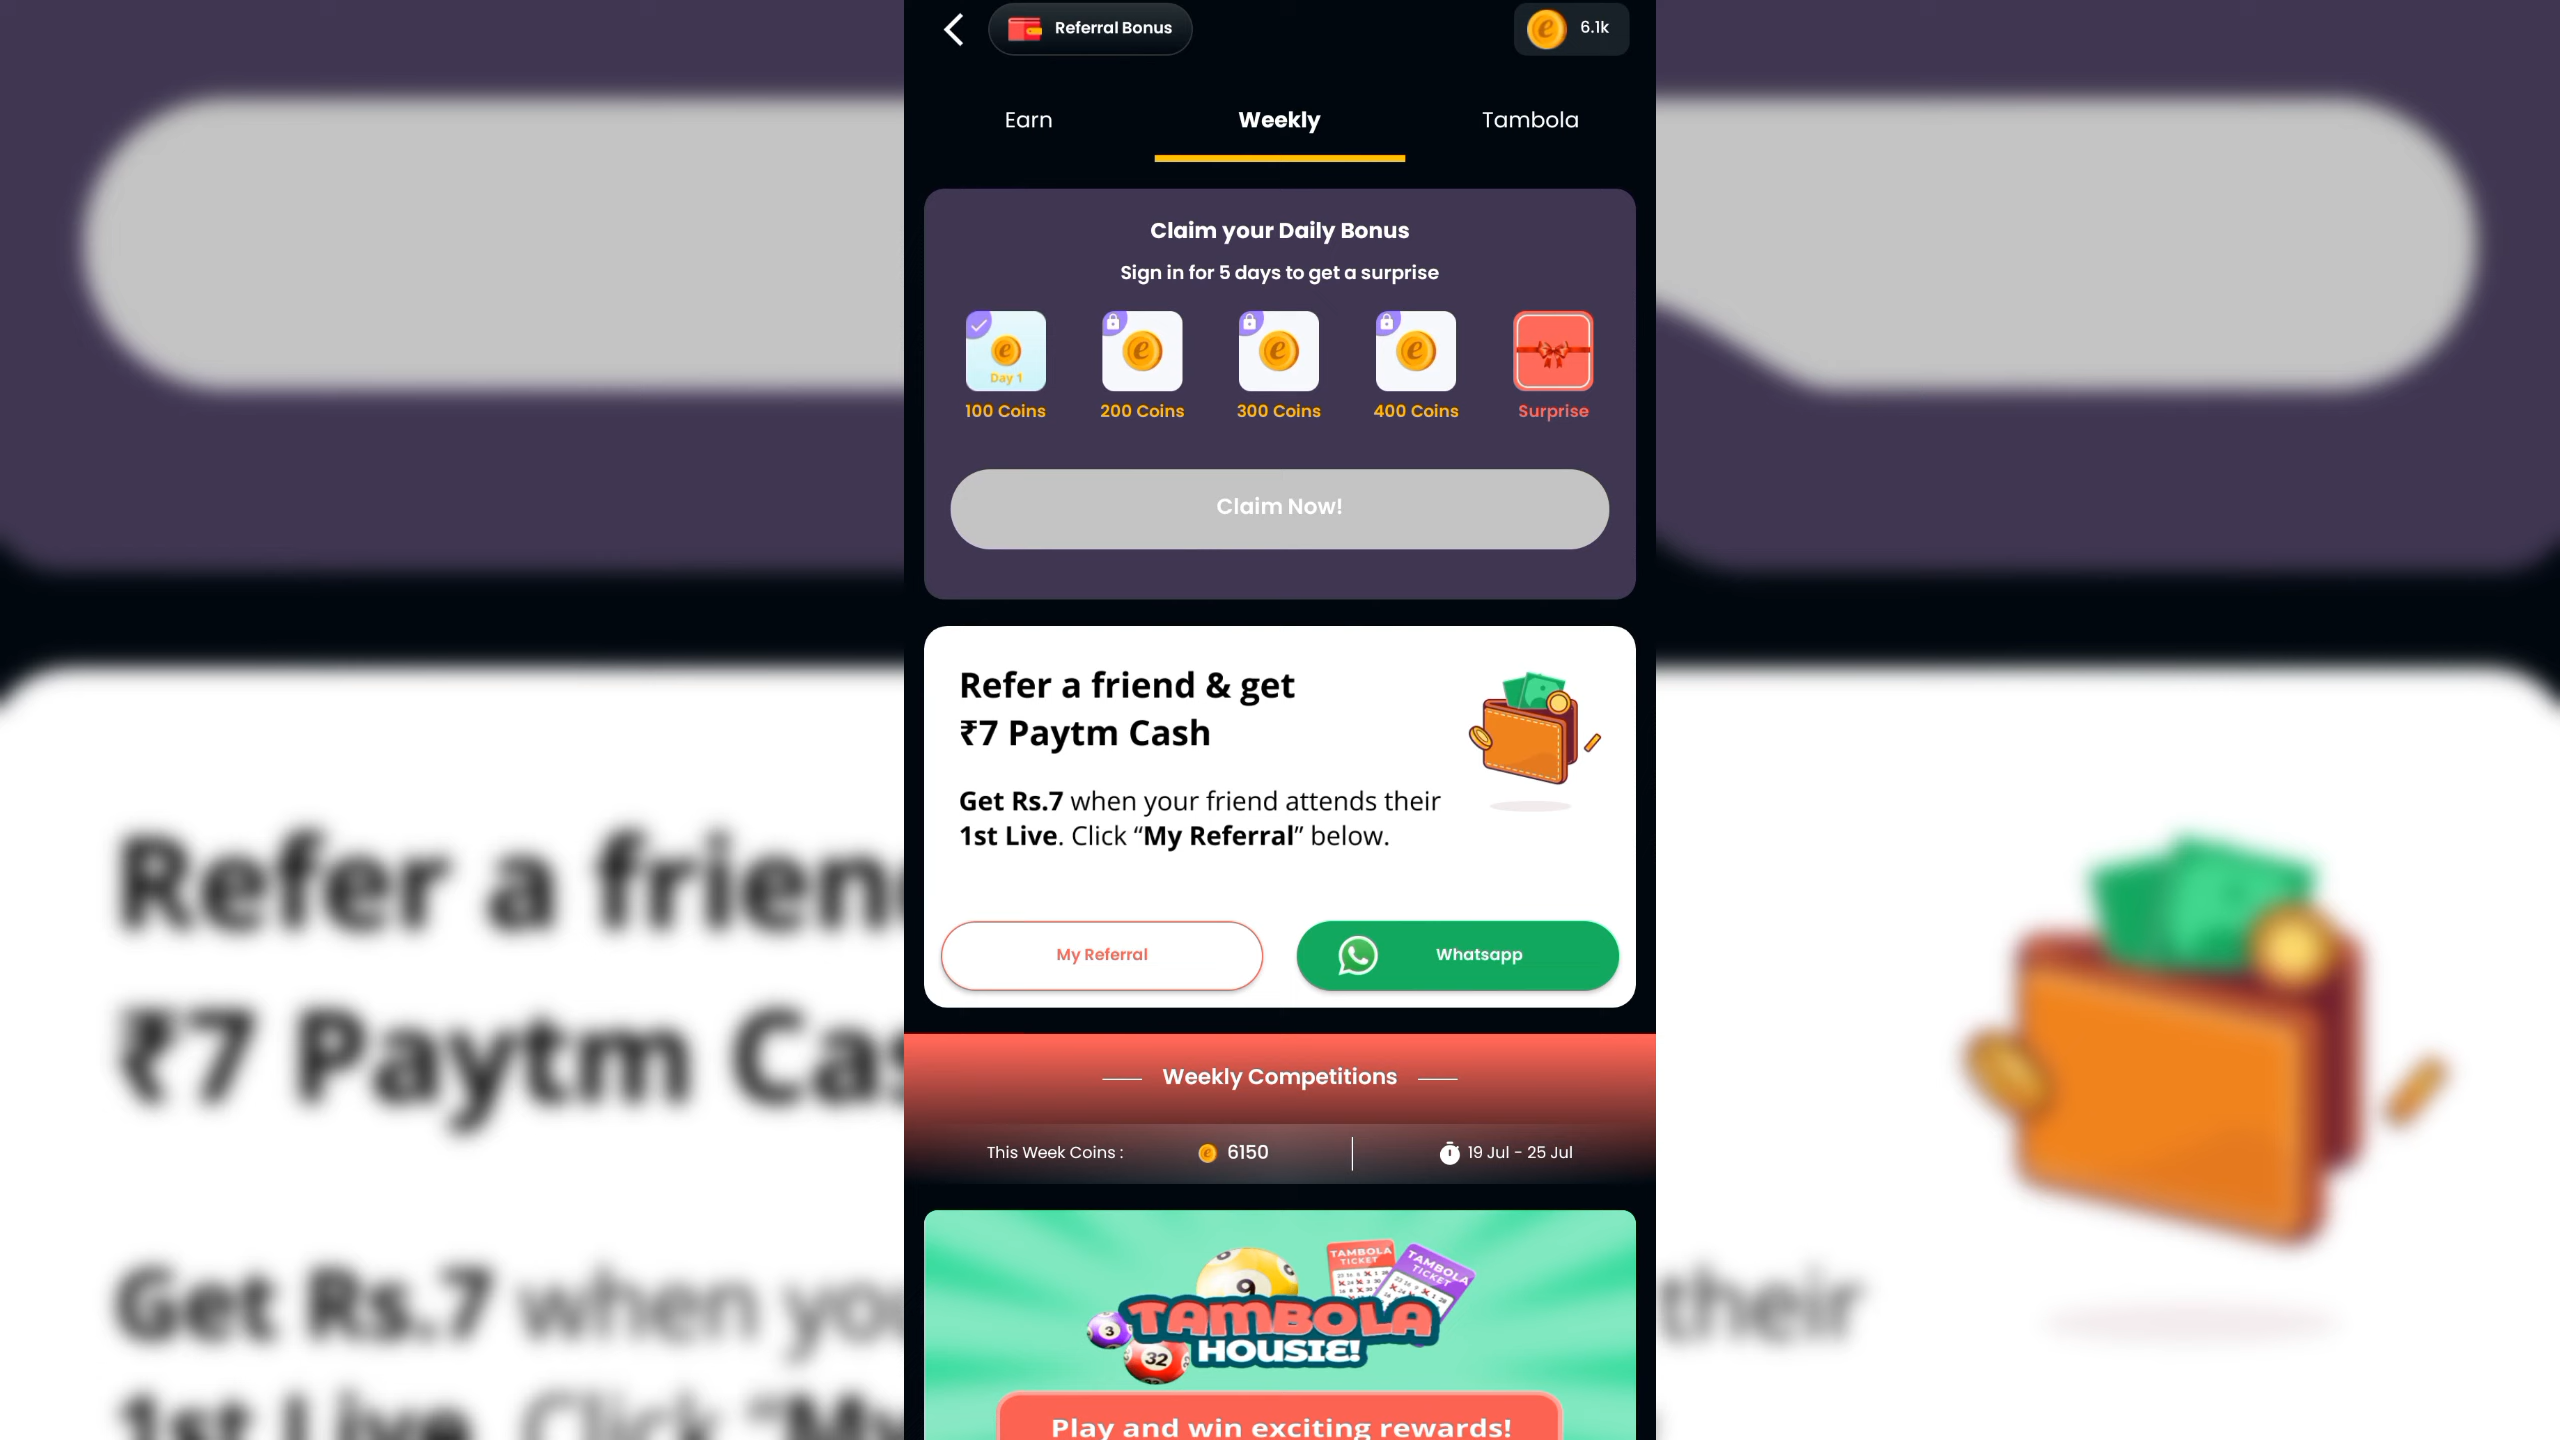 Referral Bonus
6.1k
Earn
Weekly
Tambola
Claim your Daily Bonus
Sign in for 5 days to get a surprise
Day 1
100 Coins
200 Coins
300 Coins
400 Coins
Surprise
Claim Now!
Refer a friend & get
₹7 Paytm Cash
Get Rs.7 when your friend attends their
1st Live. Click “My Referral” below.
My Referral
Whatsapp
Weekly Competitions
This Week Coins :
6150
19 Jul - 25 Jul
9
TAMBOLA TICKET
TAMBOLA TICKET
3
32
TAMBOLA
HOUSIE!
Play and win exciting rewards!